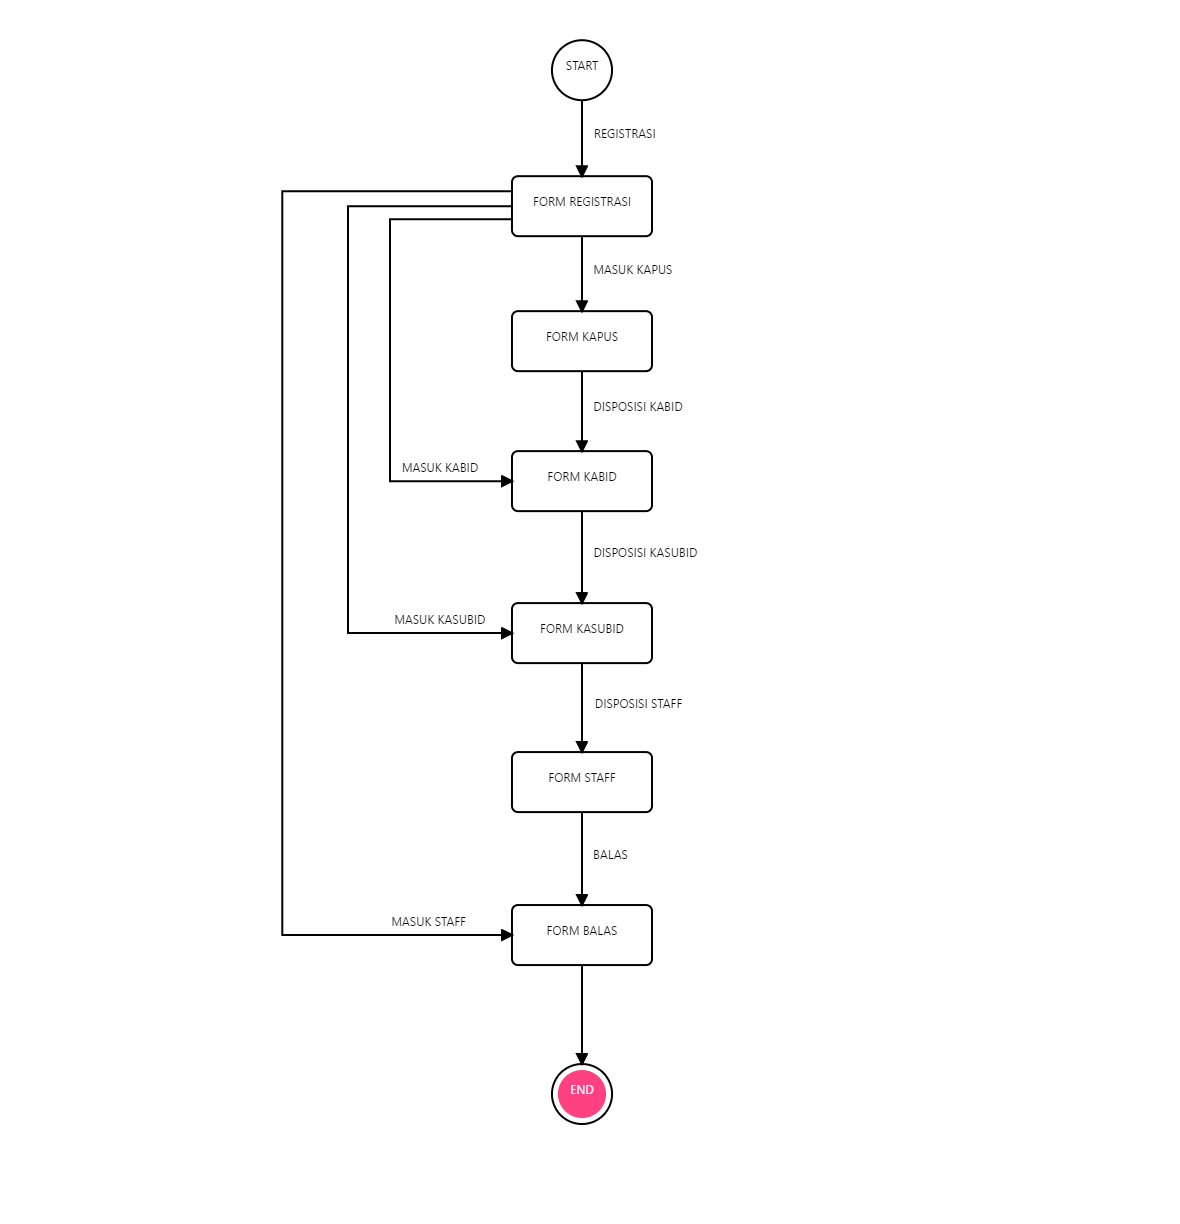 START
REGISTRASI
FORM REGISTRASI
MASUK KAPUS
FORM KAPUS
DISPOSISI KABID
MASUK KABID
FORM KABID
DISPOSISI KASUBID
MASUK KASUBID
FORM KASUBID
DISPOSISI STAFF
FORM STAFF
BALAS
MASUK STAFF
FORM BALAS
END